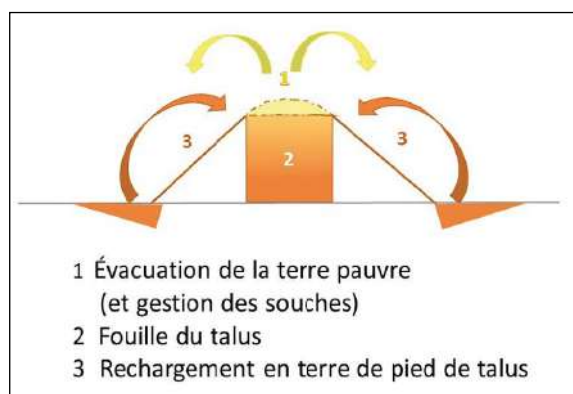 1
3
2
3
1 Évacuation de la terre pauvre
(et gestion des souches)
2 Fouille du talus
3 Rechargement en terre de pied de talus